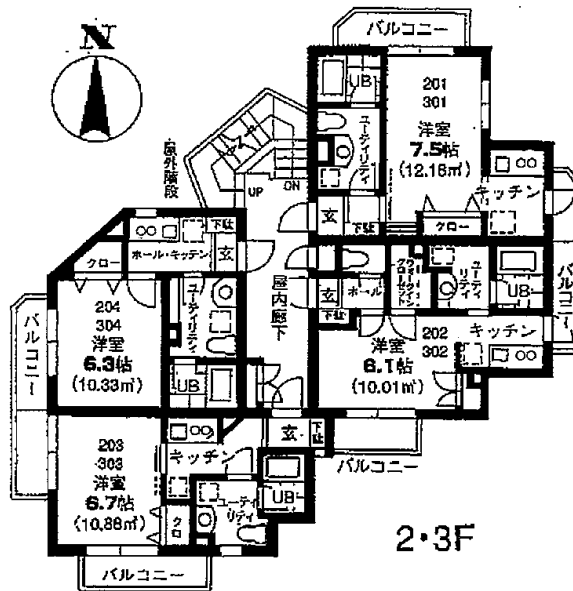 N
バルコニー
UB
201
301
洋室
7.5帖
(12.18㎡)
ユーティリティ
キッチン
クロー
玄
下駄
バルコニー
屋外階段
UP
DN
屋内廊下
下駄
玄
ホール・キッチン
クロー
204
304
洋室
6.3帖
(10.33㎡)
ユーティリティ
UB
バルコニー
玄
下駄
ホール
ウォークインクローゼット
ユーティリティ
UB
キッチン
202
302
洋室
6.1帖
(10.01㎡)
バルコニー
203
303
洋室
6.7帖
(10.88㎡)
クロ
キッチン
玄
下駄
ユーティリティ
UB
バルコニー
2・3F